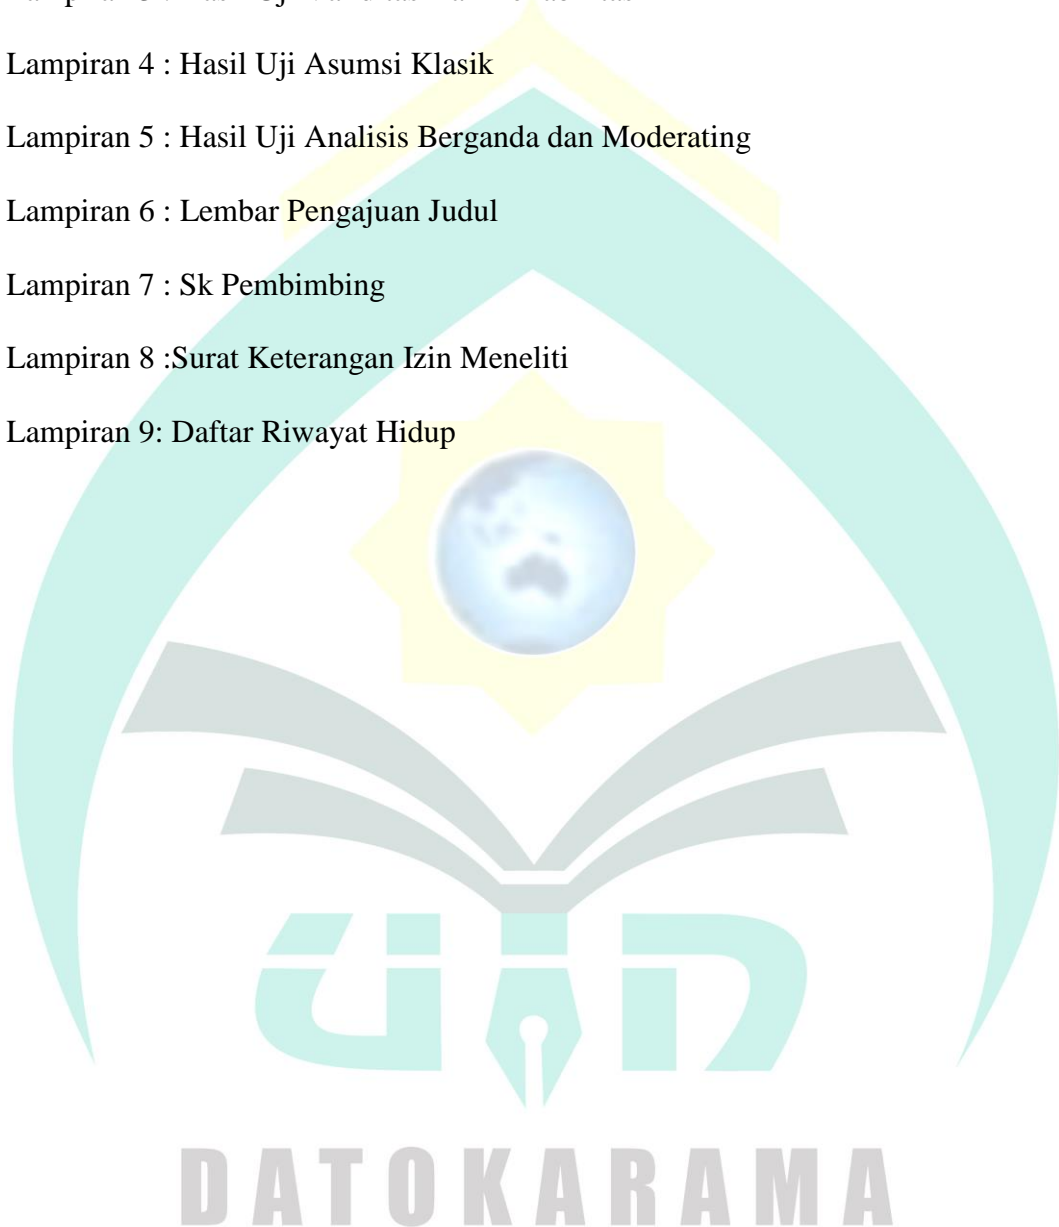 Lampiran 4 : Hasil Uji Asumsi Klasik
Lampiran 5 : Hasil Uji Analisis Berganda dan Moderating
Lampiran 6 : Lembar Pengajuan Judul
Lampiran 7 : Sk Pembimbing
Lampiran 8 :Surat Keterangan Izin Meneliti
Lampiran 9: Daftar Riwayat Hidup
uin
DATOKARAMA